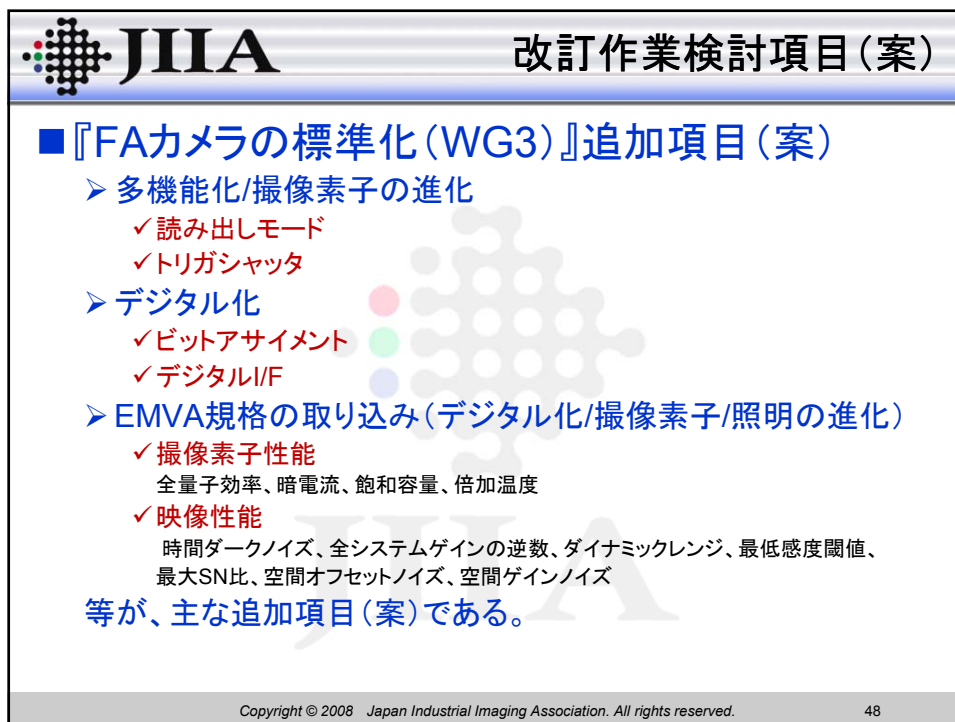 JIIA
改訂作業検討項目(案)
■『FAカメラの標準化(WG3)』追加項目(案)
➢多機能化/撮像素子の進化
✓読み出しモード
✓トリガシャッタ
➢デジタル化
✓ビットアサイメント
✓デジタルI/F
➢EMVA規格の取り込み(デジタル化/撮像素子/照明の進化)
✓撮像素子性能
全量子効率、暗電流、飽和容量、倍加温度
✓映像性能
時間ダークノイズ、全システムゲインの逆数、ダイナミックレンジ、最低感度閾値、
最大SN比、空間オフセットノイズ、空間ゲインノイズ
等が、主な追加項目(案)である。
JIIA
Copyright © 2008 Japan Industrial Imaging Association. All rights reserved. 48